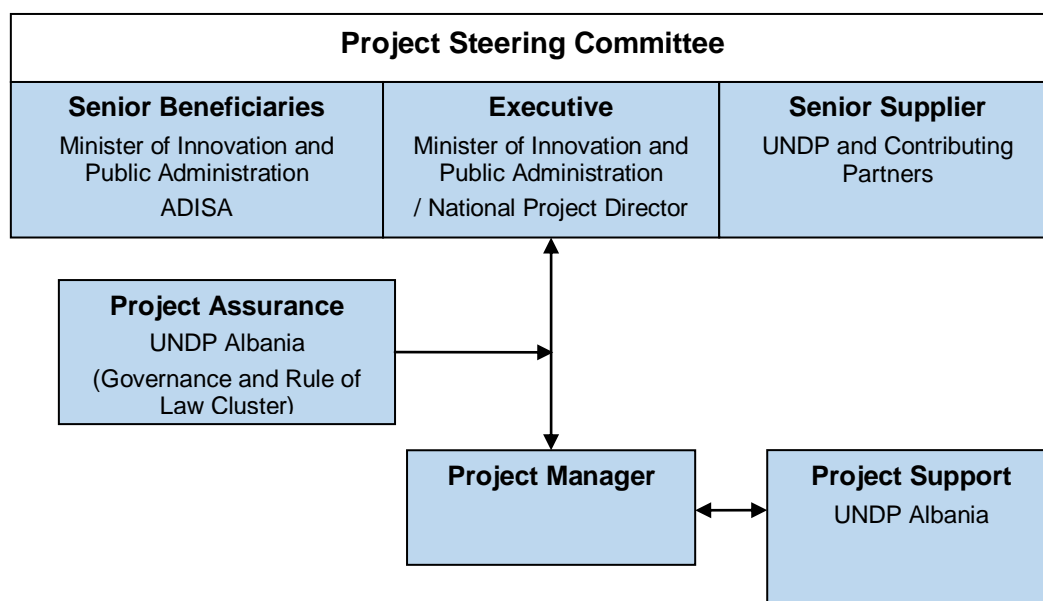 Project Steering Committee
Senior Beneficiaries
Minister of Innovation and
Public Administration
ADISA
Executive
Minister of Innovation and
Public Administration
/ National Project Director
Senior Supplier
UNDP and Contributing
Partners
Project Assurance
UNDP Albania
(Governance and Rule of
Law Cluster)
Project Manager
Project Support
UNDP Albania